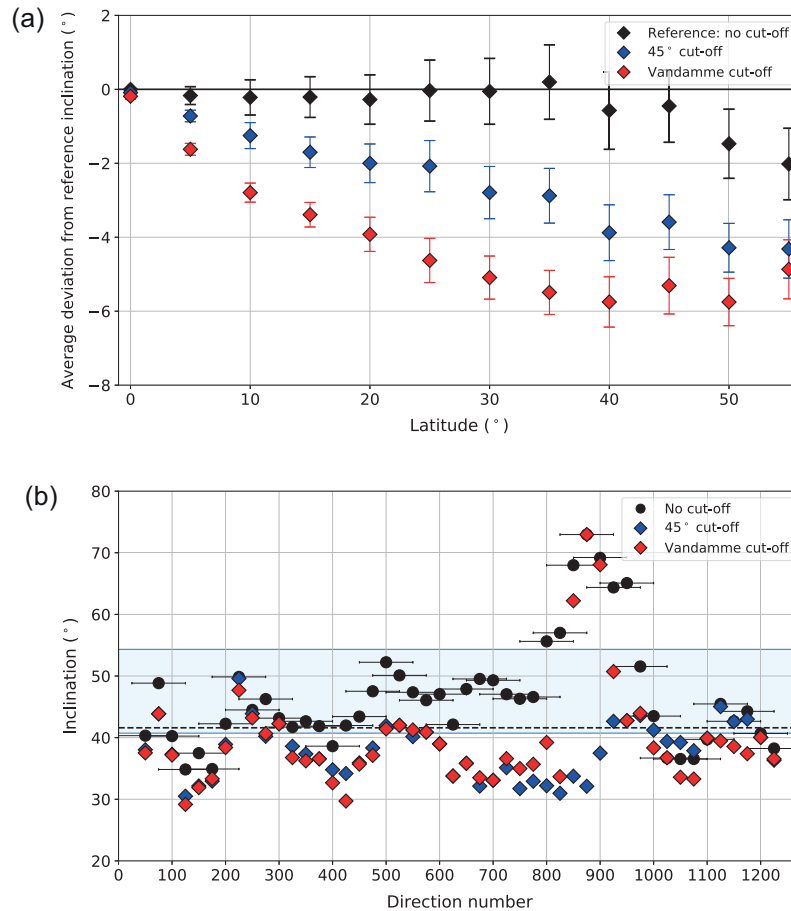 (a)
2
0
−2
−4
−6
−8
Average deviation from reference inclination (°)
Reference: no cut-off
45° cut-off
Vandamme cut-off
0
10
20
30
40
50
Latitude (°)
(b)
80
70
60
50
40
30
20
Inclination (°)
No cut-off
45° cut-off
Vandamme cut-off
0
100
200
300
400
500
600
700
800
900
1000
1100
1200
Direction number